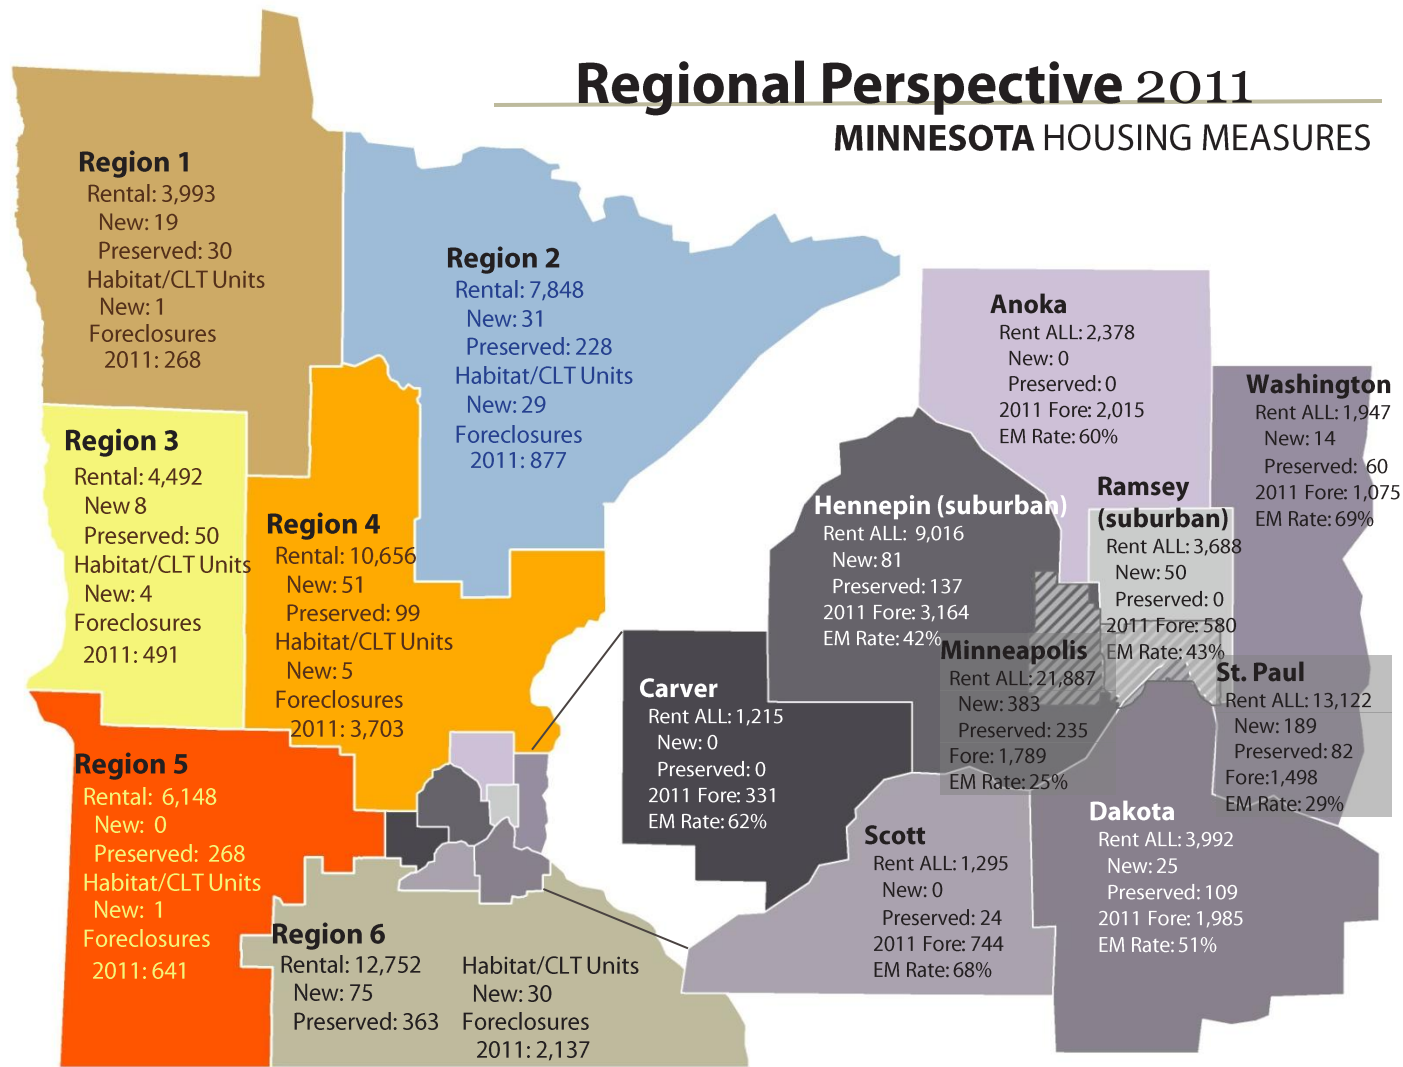 Regional Perspective 2011
MINNESOTA HOUSING MEASURES
Region 1
Rental: 3,993
New: 19
Preserved: 30
Habitat/CLT Units
New: 1
Foreclosures
2011: 268
Region 2
Rental: 7,848
New: 31
Preserved: 228
Habitat/CLT Units
New: 29
Foreclosures
2011: 877
Region 3
Rental: 4,492
New 8
Preserved: 50
Habitat/CLT Units
New: 4
Foreclosures
2011: 491
Region 4
Rental: 10,656
New: 51
Preserved: 99
Habitat/CLT Units
New: 5
Foreclosures
2011: 3,703
Region 5
Rental: 6,148
New: 0
Preserved: 268
Habitat/CLT Units
New: 1
Foreclosures
2011: 641
Region 6
Rental: 12,752
New: 75
Preserved: 363
Habitat/CLT Units
New: 30
Foreclosures
2011: 2,137
Anoka
Rent ALL: 2,378
New: 0
Preserved: 0
2011 Fore: 2,015
EM Rate: 60%
Washington
Rent ALL: 1,947
New: 14
Preserved: 60
2011 Fore: 1,075
EM Rate: 69%
Hennepin (suburban)
Rent ALL: 9,016
New: 81
Preserved: 137
2011 Fore: 3,164
EM Rate: 42%
Ramsey
(suburban)
Rent ALL: 3,688
New: 50
Preserved: 0
2011 Fore: 580
EM Rate: 43%
Minneapolis
Rent ALL: 21,887
New: 383
Preserved: 235
Fore: 1,789
EM Rate: 25%
St. Paul
Rent ALL: 13,122
New: 189
Preserved: 82
Fore:1,498
EM Rate: 29%
Carver
Rent ALL: 1,215
New: 0
Preserved: 0
2011 Fore: 331
EM Rate: 62%
Scott
Rent ALL: 1,295
New: 0
Preserved: 24
2011 Fore: 744
EM Rate: 68%
Dakota
Rent ALL: 3,992
New: 25
Preserved: 109
2011 Fore: 1,985
EM Rate: 51%